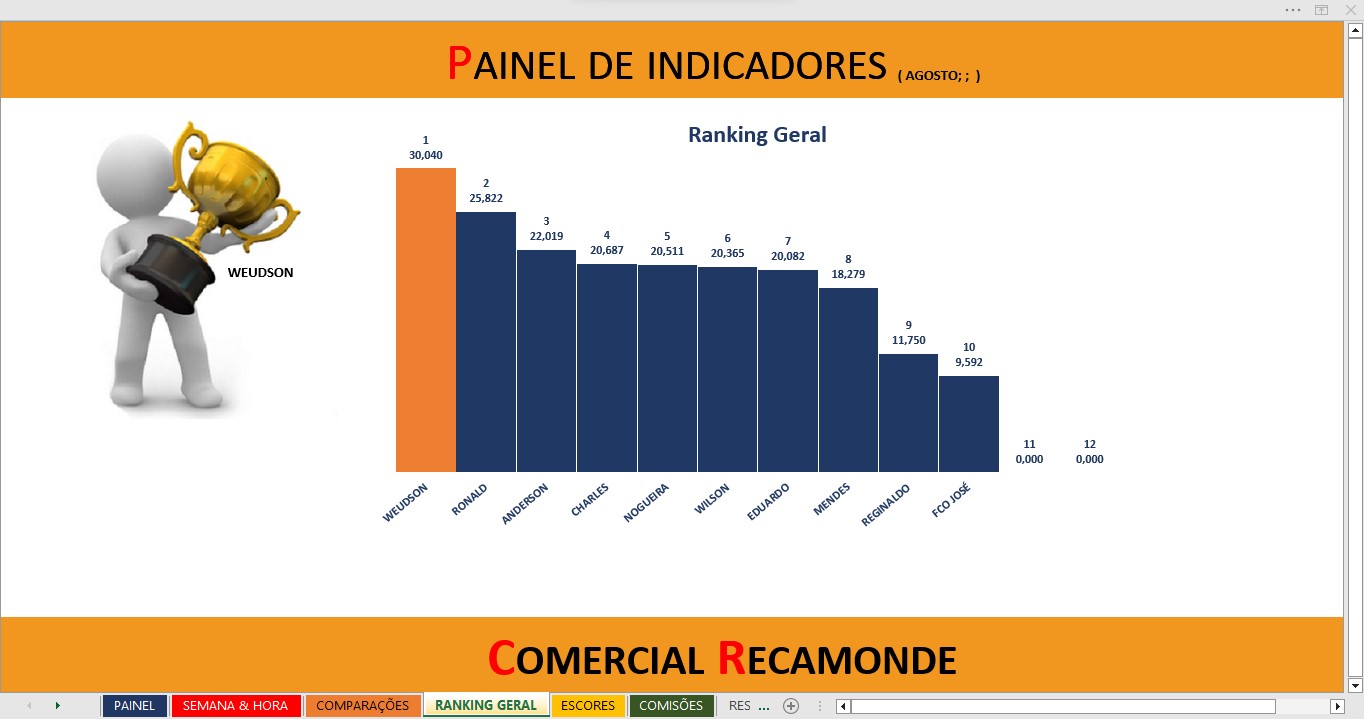 PAINEL DE INDICADORES ( AGOSTO; ;  )
Ranking Geral
WEUDSON
1
30,040
2
25,822
3
22,019
4
20,687
5
20,511
6
20,365
7
20,082
8
18,279
9
11,750
10
9,592
11
0,000
12
0,000
WEUDSON
RONALD
ANDERSON
CHARLES
NOGUEIRA
WILSON
EDUARDO
MENDES
REGINALDO
FCO JOSÉ
COMERCIAL RECAMONDE
PAINEL
SEMANA & HORA
COMPARAÇÕES
RANKING GERAL
ESCORES
COMISÕES
RES ...